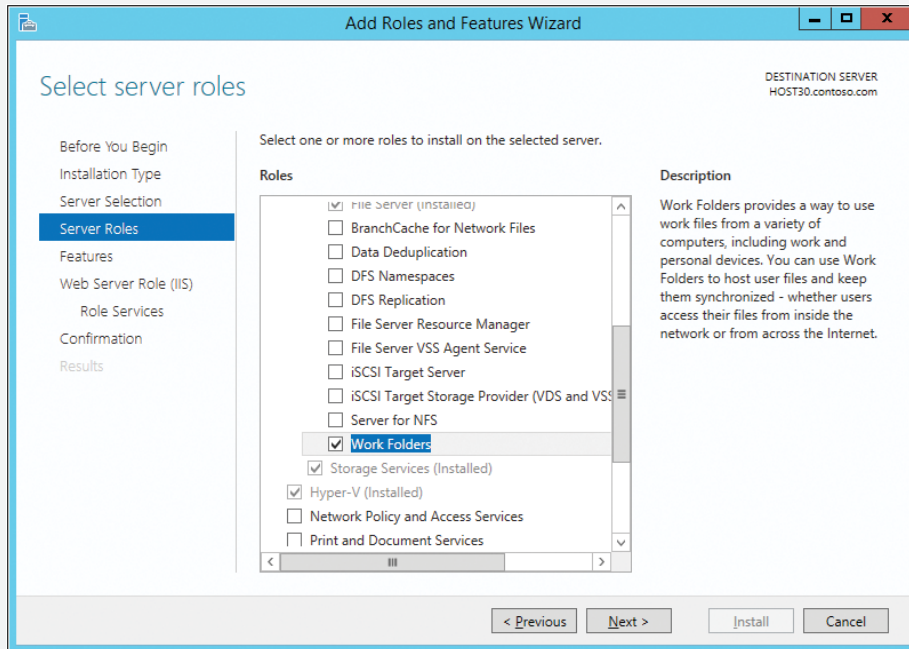 Add Roles and Features Wizard
X
Select server roles
DESTINATION SERVER
HOST30.contoso.com
Before You Begin
Installation Type
Server Selection
Server Roles
Features
Web Server Role (IIS)
Role Services
Confirmation
Results
Select one or more roles to install on the selected server.
Roles
File Server (Installed)
BranchCache for Network Files
Data Deduplication
DFS Namespaces
DFS Replication
File Server Resource Manager
File Server VSS Agent Service
iSCSI Target Server
iSCSI Target Storage Provider (VDS and VSS
Server for NFS
Work Folders
Storage Services (Installed)
Hyper-V (Installed)
Network Policy and Access Services
Print and Document Services
Description
Work Folders provides a way to use
work files from a variety of
computers, including work and
personal devices. You can use Work
Folders to host user files and keep
them synchronized - whether users
access their files from inside the
network or from across the Internet.
< Previous
Next >
Install
Cancel